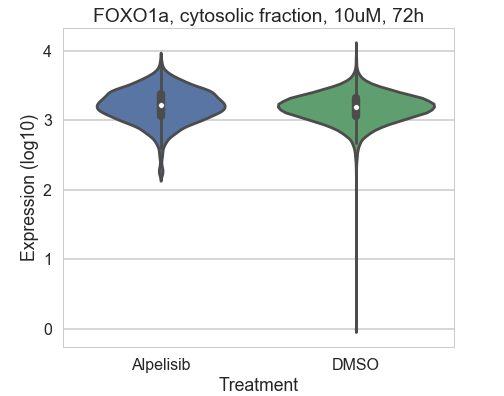 FOXO1a, cytosolic fraction, 10uM, 72h
4
3
2
1
0
Expression (log10)
Alpelisib DMSO
Treatment